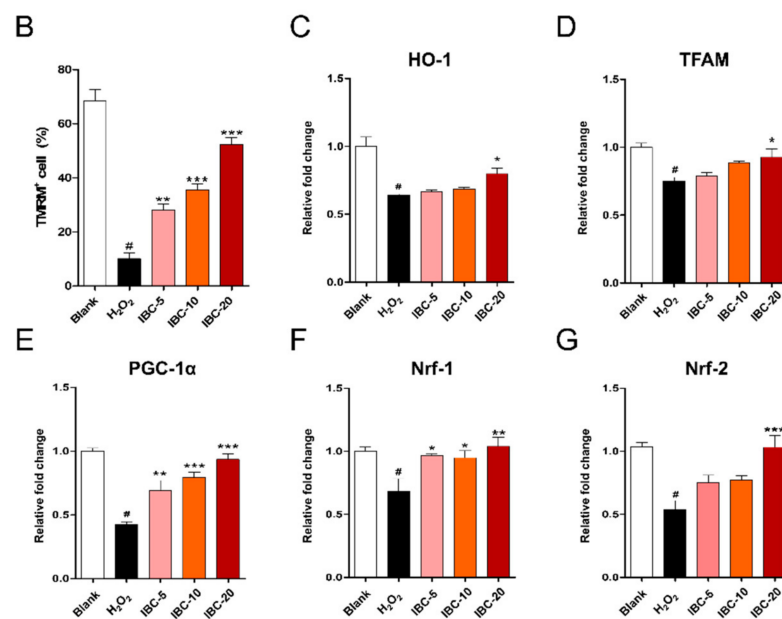 B
TMRM⁺ cell (%)
80
60
40
20
0
#
**
***
***
Blank
H₂O₂
IBC-5
IBC-10
IBC-20
C
HO-1
Relative fold change
1.5
1.0
0.5
0.0
#
*
Blank
H₂O₂
IBC-5
IBC-10
IBC-20
D
TFAM
Relative fold change
1.5
1.0
0.5
0.0
#
*
Blank
H₂O₂
IBC-5
IBC-10
IBC-20
E
PGC-1α
Relative fold change
1.5
1.0
0.5
0.0
#
**
***
***
Blank
H₂O₂
IBC-5
IBC-10
IBC-20
F
Nrf-1
Relative fold change
1.5
1.0
0.5
0.0
#
*
*
**
Blank
H₂O₂
IBC-5
IBC-10
IBC-20
G
Nrf-2
Relative fold change
1.5
1.0
0.5
0.0
#
***
Blank
H₂O₂
IBC-5
IBC-10
IBC-20